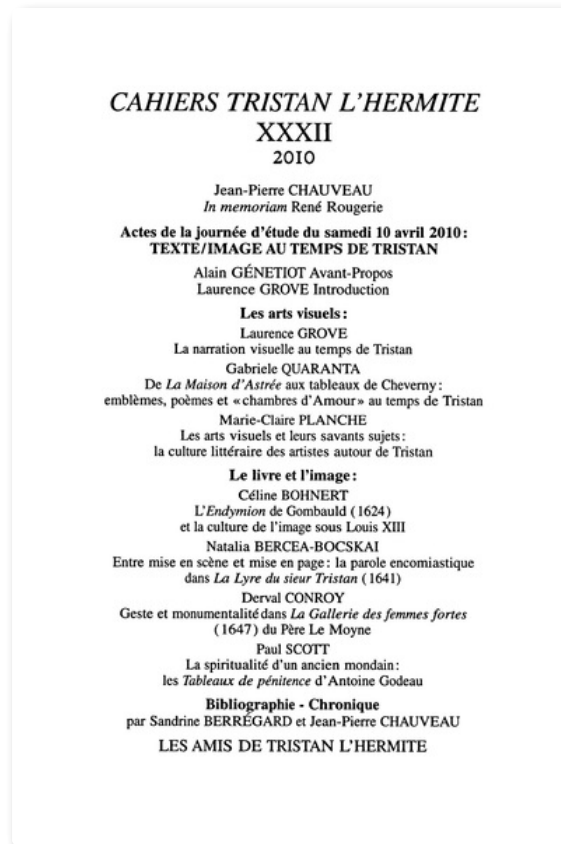 CAHIERS TRISTAN L'HERMITE
XXXII
2010
Jean-Pierre CHAUVEAU
In memoriam René Rougerie
Actes de la journée d'étude du samedi 10 avril 2010 :
TEXTE/IMAGE AU TEMPS DE TRISTAN
Alain GÉNETIOT Avant-Propos
Laurence GROVE Introduction
Les arts visuels :
Laurence GROVE
La narration visuelle au temps de Tristan
Gabriele QUARANTA
De La Maison d'Astrée aux tableaux de Cheverny :
emblèmes, poèmes et « chambres d'Amour » au temps de Tristan
Marie-Claire PLANCHE
Les arts visuels et leurs savants sujets :
la culture littéraire des artistes autour de Tristan
Le livre et l'image :
Céline BOHNERT
L'Endymion de Gombauld (1624)
et la culture de l'image sous Louis XIII
Natalia BERCEA-BOCSKAI
Entre mise en scène et mise en page : la parole encomiastique
dans La Lyre du sieur Tristan (1641)
Derval CONROY
Geste et monumentalité dans La Gallerie des femmes fortes
(1647) du Père Le Moyne
Paul SCOTT
La spiritualité d'un ancien mondain :
les Tableaux de pénitence d'Antoine Godeau
Bibliographie - Chronique
par Sandrine BERRÉGARD et Jean-Pierre CHAUVEAU
LES AMIS DE TRISTAN L'HERMITE